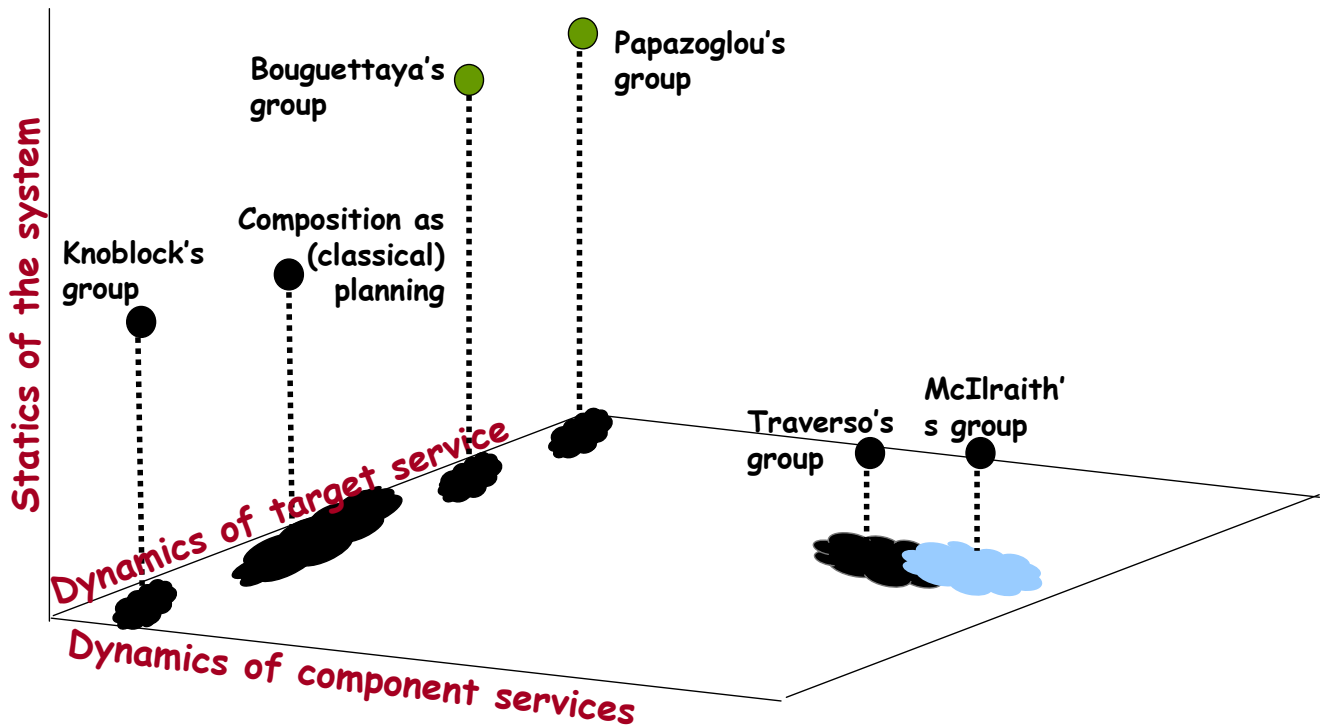 Papazoglou's
group
Bouguettaya's
group
Composition as
(classical)
planning
Knoblock's
group
Statics of the system
McIlraith'
s group
Traverso's
group
Dynamics of target service
Dynamics of component services